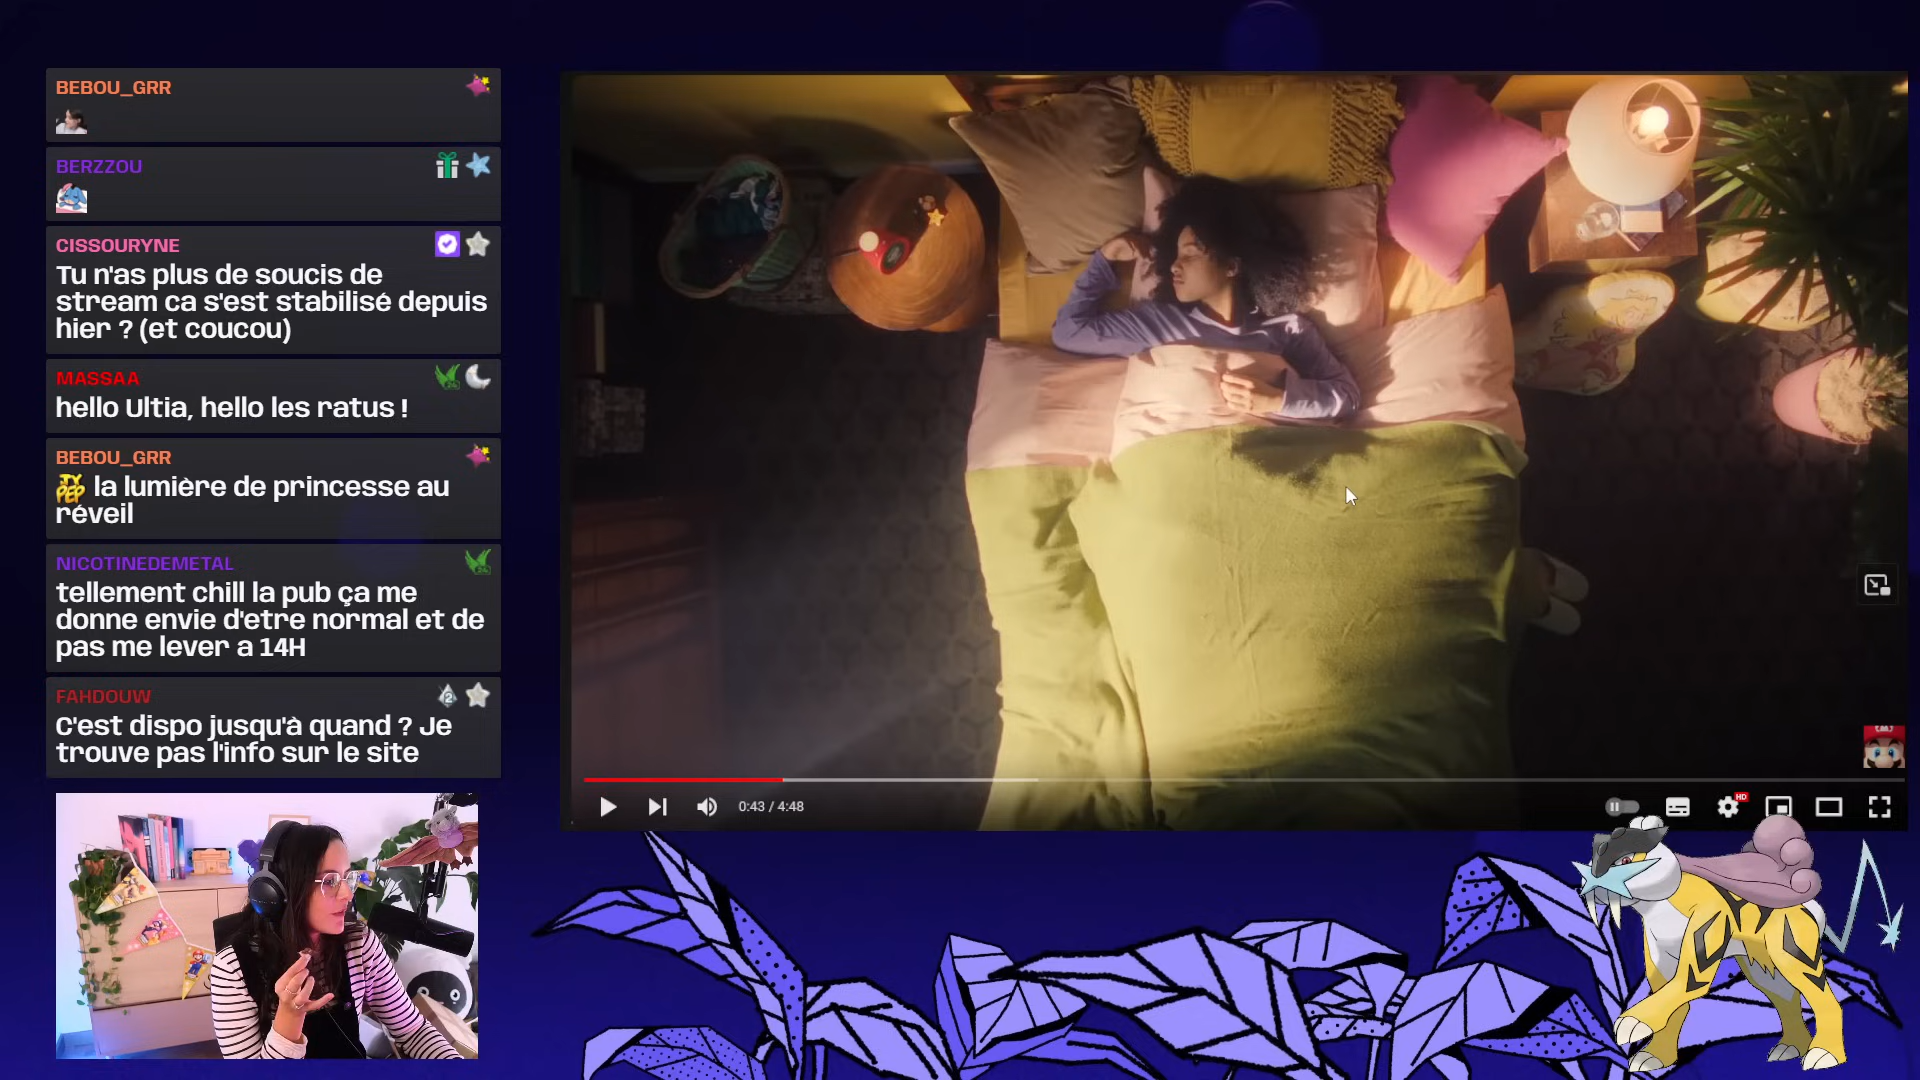 BEBOU_GRR
BERZZOU
CISSOURYNE
Tu n'as plus de soucis de
stream ca s'est stabilisé depuis
hier ? (et coucou)
MASSAA
hello Ultia, hello les ratus !
BEBOU_GRR
la lumière de princesse au
réveil
NICOTINEDEMETAL
tellement chill la pub ça me
donne envie d'etre normal et de
pas me lever a 14H
FAHDOUW
2
C'est dispo jusqu'à quand ? Je
trouve pas l'info sur le site
0:43 / 4:48
HD